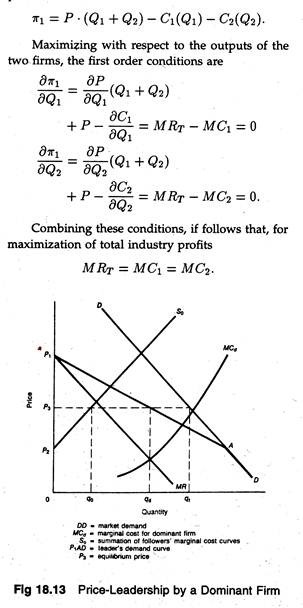 π₁ = P · (Q₁ + Q₂) − C₁(Q₁) − C₂(Q₂).
Maximizing with respect to the outputs of the
two firms, the first order conditions are
∂π₁/∂Q₁ = ∂P/∂Q₁ (Q₁ + Q₂)
+ P − ∂C₁/∂Q₁ = MR_T − MC₁ = 0
∂π₁/∂Q₂ = ∂P/∂Q₂ (Q₁ + Q₂)
+ P − ∂C₂/∂Q₂ = MR_T − MC₂ = 0.
Combining these conditions, if follows that, for
maximization of total industry profits
MR_T = MC₁ = MC₂.
D
S₀
MC_d
P₁
Price
P₃
P₂
A
MR
D
0
q₀
q_d
q₁
Quantity
DD = market demand
MC_d = marginal cost for dominant firm
S₀ = summation of followers' marginal cost curves
P₁AD = leader's demand curve
P₃ = equilibrium price
Fig 18.13 Price-Leadership by a Dominant Firm